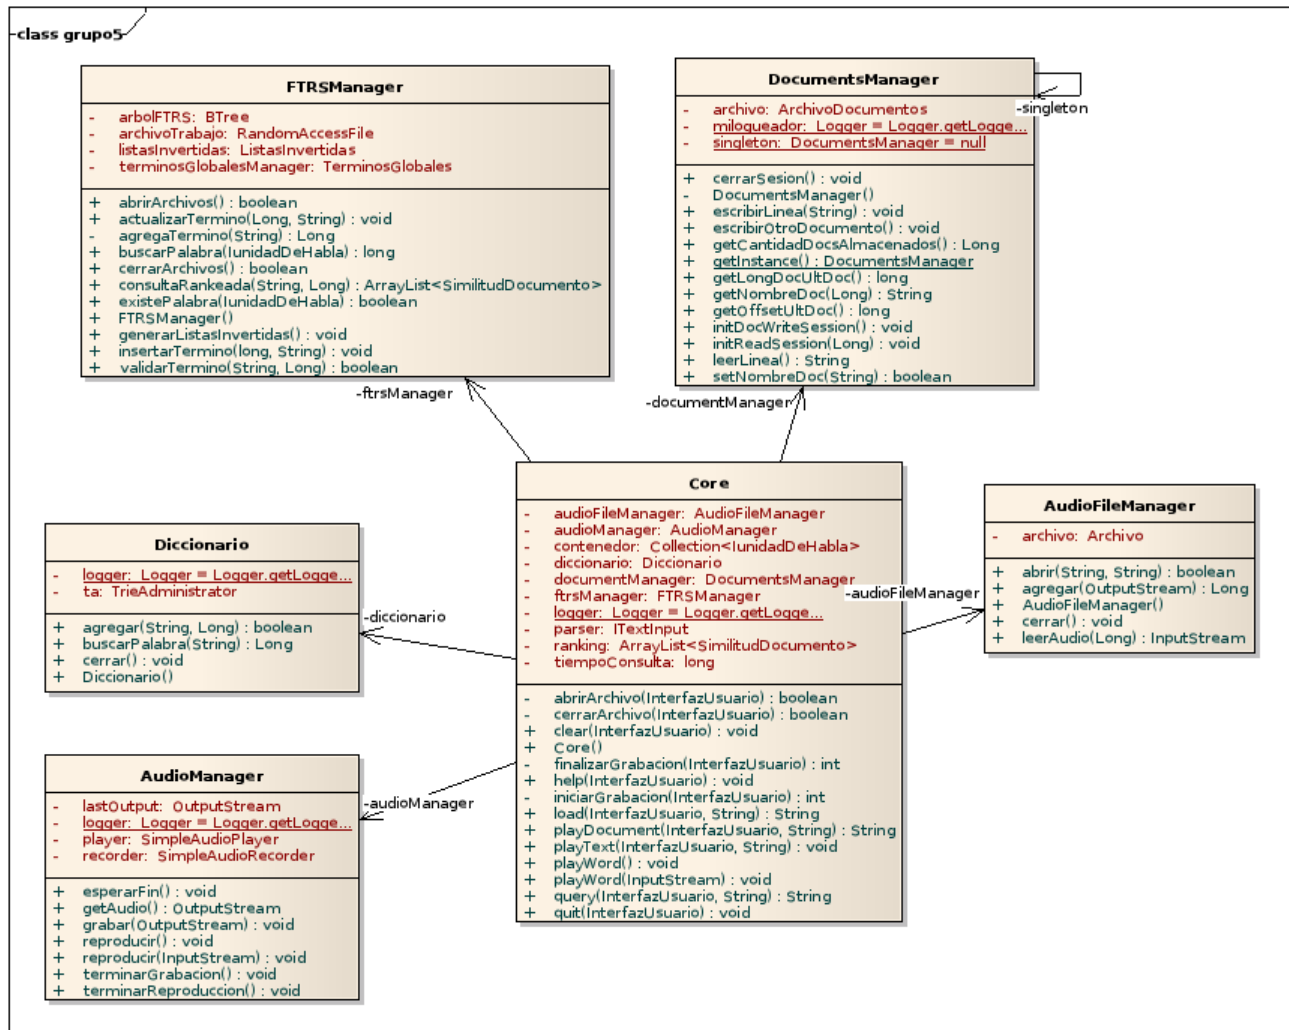 class grupo5
FTRSManager
- arbolFTRS: BTree
- archivoTrabajo: RandomAccessFile
- listasInvertidas: ListasInvertidas
- terminosGlobalesManager: TerminosGlobales
+ abrirArchivos() : boolean
+ actualizarTermino(Long, String) : void
- agregaTermino(String) : Long
+ buscarPalabra(IunidadDeHabla) : long
+ cerrarArchivos() : boolean
+ consultaRankeada(String, Long) : ArrayList<SimilitudDocumento>
+ existePalabra(IunidadDeHabla) : boolean
+ FTRSManager()
+ generarListasInvertidas() : void
+ insertarTermino(long, String) : void
+ validarTermino(String, Long) : boolean
DocumentsManager
- archivo: ArchivoDocumentos
- milogueador: Logger = Logger.getLogge...
- singleton: DocumentsManager = null
+ cerrarSesion() : void
- DocumentsManager()
+ escribirLinea(String) : void
+ escribirOtroDocumento() : void
+ getCantidadDocsAlmacenados() : Long
+ getInstance() : DocumentsManager
+ getLongDocUltDoc() : long
+ getNombreDoc(Long) : String
+ getOffsetUltDoc() : long
+ initDocWriteSession() : void
+ initReadSession(Long) : void
+ leerLinea() : String
+ setNombreDoc(String) : boolean
-singleton
-ftrsManager
-documentManager
Core
- audioFileManager: AudioFileManager
- audioManager: AudioManager
- contenedor: Collection<IunidadDeHabla>
- diccionario: Diccionario
- documentManager: DocumentsManager
- ftrsManager: FTRSManager
- logger: Logger = Logger.getLogge...
- parser: ITextInput
- ranking: ArrayList<SimilitudDocumento>
- tiempoConsulta: long
- abrirArchivo(InterfazUsuario) : boolean
- cerrarArchivo(InterfazUsuario) : boolean
+ clear(InterfazUsuario) : void
+ Core()
- finalizarGrabacion(InterfazUsuario) : int
+ help(InterfazUsuario) : void
- iniciarGrabacion(InterfazUsuario) : int
+ load(InterfazUsuario, String) : String
+ playDocument(InterfazUsuario, String) : String
+ playText(InterfazUsuario, String) : void
+ playWord() : void
+ playWord(InputStream) : void
+ query(InterfazUsuario, String) : String
+ quit(InterfazUsuario) : void
-audioFileManager
AudioFileManager
- archivo: Archivo
+ abrir(String, String) : boolean
+ agregar(OutputStream) : Long
+ AudioFileManager()
+ cerrar() : void
+ leerAudio(Long) : InputStream
Diccionario
- logger: Logger = Logger.getLogge...
- ta: TrieAdministrator
+ agregar(String, Long) : boolean
+ buscarPalabra(String) : Long
+ cerrar() : void
+ Diccionario()
-diccionario
AudioManager
- lastOutput: OutputStream
- logger: Logger = Logger.getLogge...
- player: SimpleAudioPlayer
- recorder: SimpleAudioRecorder
+ esperarFin() : void
+ getAudio() : OutputStream
+ grabar(OutputStream) : void
+ reproducir() : void
+ reproducir(InputStream) : void
+ terminarGrabacion() : void
+ terminarReproduccion() : void
-audioManager